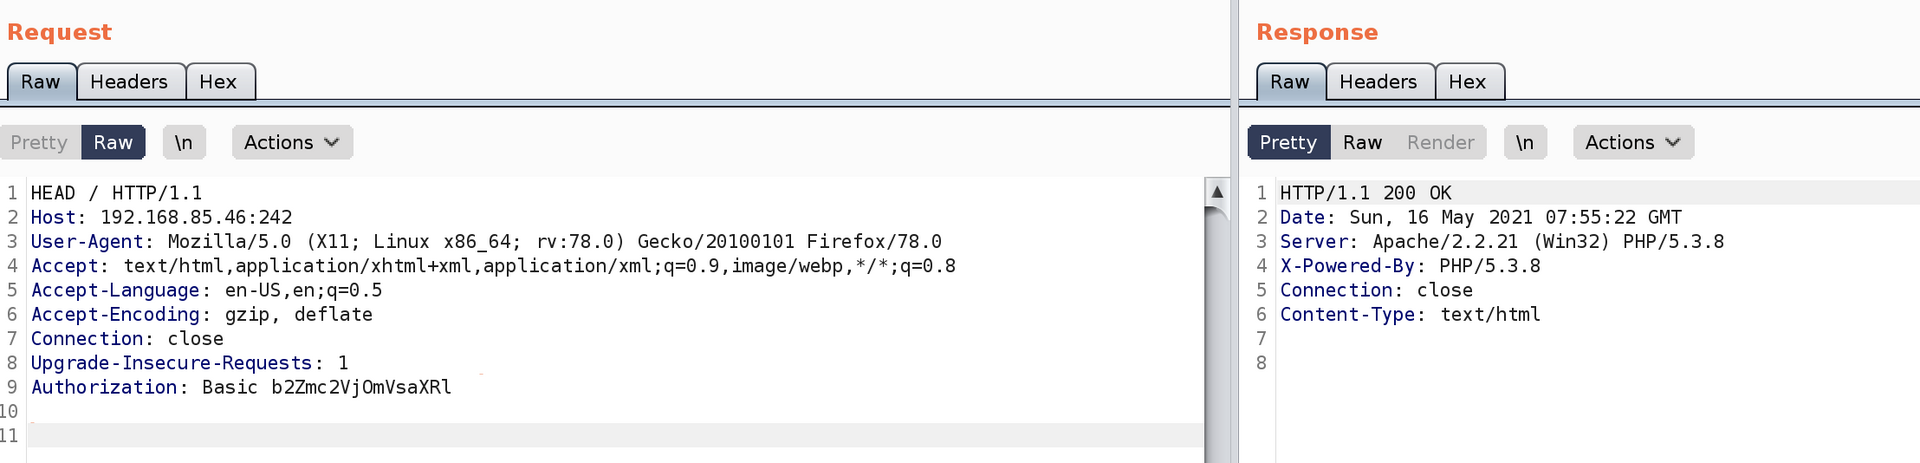 Request
Raw Headers Hex
Pretty Raw \n Actions
1 HEAD / HTTP/1.1
2 Host: 192.168.85.46:242
3 User-Agent: Mozilla/5.0 (X11; Linux x86_64; rv:78.0) Gecko/20100101 Firefox/78.0
4 Accept: text/html,application/xhtml+xml,application/xml;q=0.9,image/webp,*/*;q=0.8
5 Accept-Language: en-US,en;q=0.5
6 Accept-Encoding: gzip, deflate
7 Connection: close
8 Upgrade-Insecure-Requests: 1
9 Authorization: Basic b2Zmc2VjOmVsaXRl
10
11
Response
Raw Headers Hex
Pretty Raw Render \n Actions
1 HTTP/1.1 200 OK
2 Date: Sun, 16 May 2021 07:55:22 GMT
3 Server: Apache/2.2.21 (Win32) PHP/5.3.8
4 X-Powered-By: PHP/5.3.8
5 Connection: close
6 Content-Type: text/html
7
8